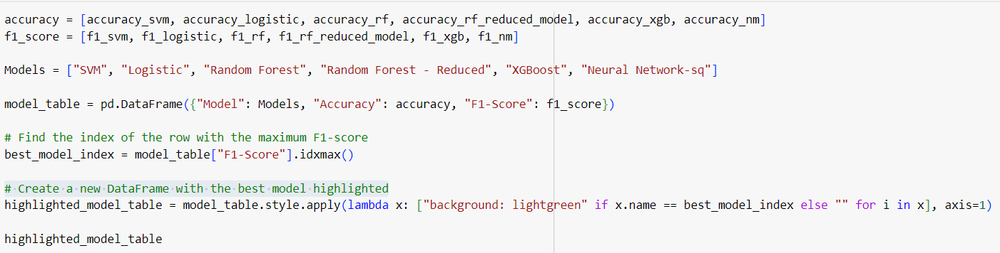 accuracy = [accuracy_svm, accuracy_logistic, accuracy_rf, accuracy_rf_reduced_model, accuracy_xgb, accuracy_nm]
f1_score = [f1_svm, f1_logistic, f1_rf, f1_rf_reduced_model, f1_xgb, f1_nm]
Models = ["SVM", "Logistic", "Random Forest", "Random Forest - Reduced", "XGBoost", "Neural Network-sq"]
model_table = pd.DataFrame({"Model": Models, "Accuracy": accuracy, "F1-Score": f1_score})
# Find the index of the row with the maximum F1-score
best_model_index = model_table["F1-Score"].idxmax()
# Create a new DataFrame with the best model highlighted
highlighted_model_table = model_table.style.apply(lambda x: ["background: lightgreen" if x.name == best_model_index else "" for i in x], axis=1)
highlighted_model_table